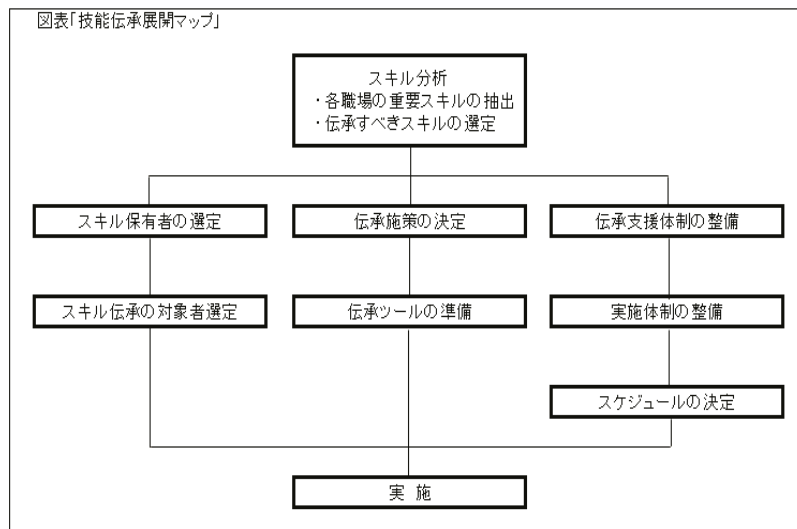 図表「技能伝承展開マップ」
スキル分析
・各職場の重要スキルの抽出
・伝承すべきスキルの選定
スキル保有者の選定
伝承施策の決定
伝承支援体制の整備
スキル伝承の対象者選定
伝承ツールの準備
実施体制の整備
スケジュールの決定
実 施